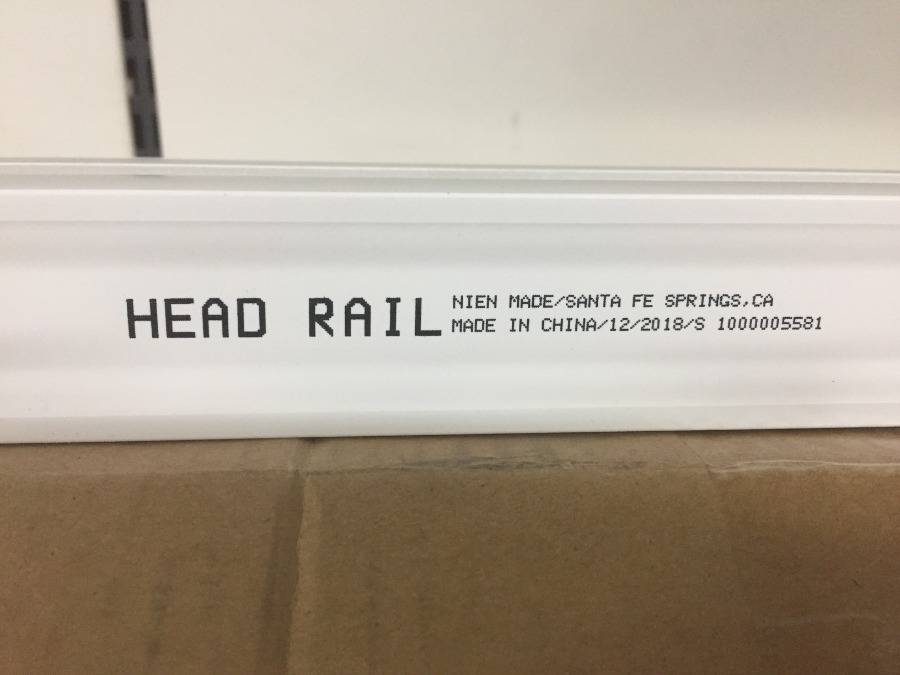 HEAD RAIL
NIEN MADE/SANTA FE SPRINGS,CA
MADE IN CHINA/12/2018/S 1000005581